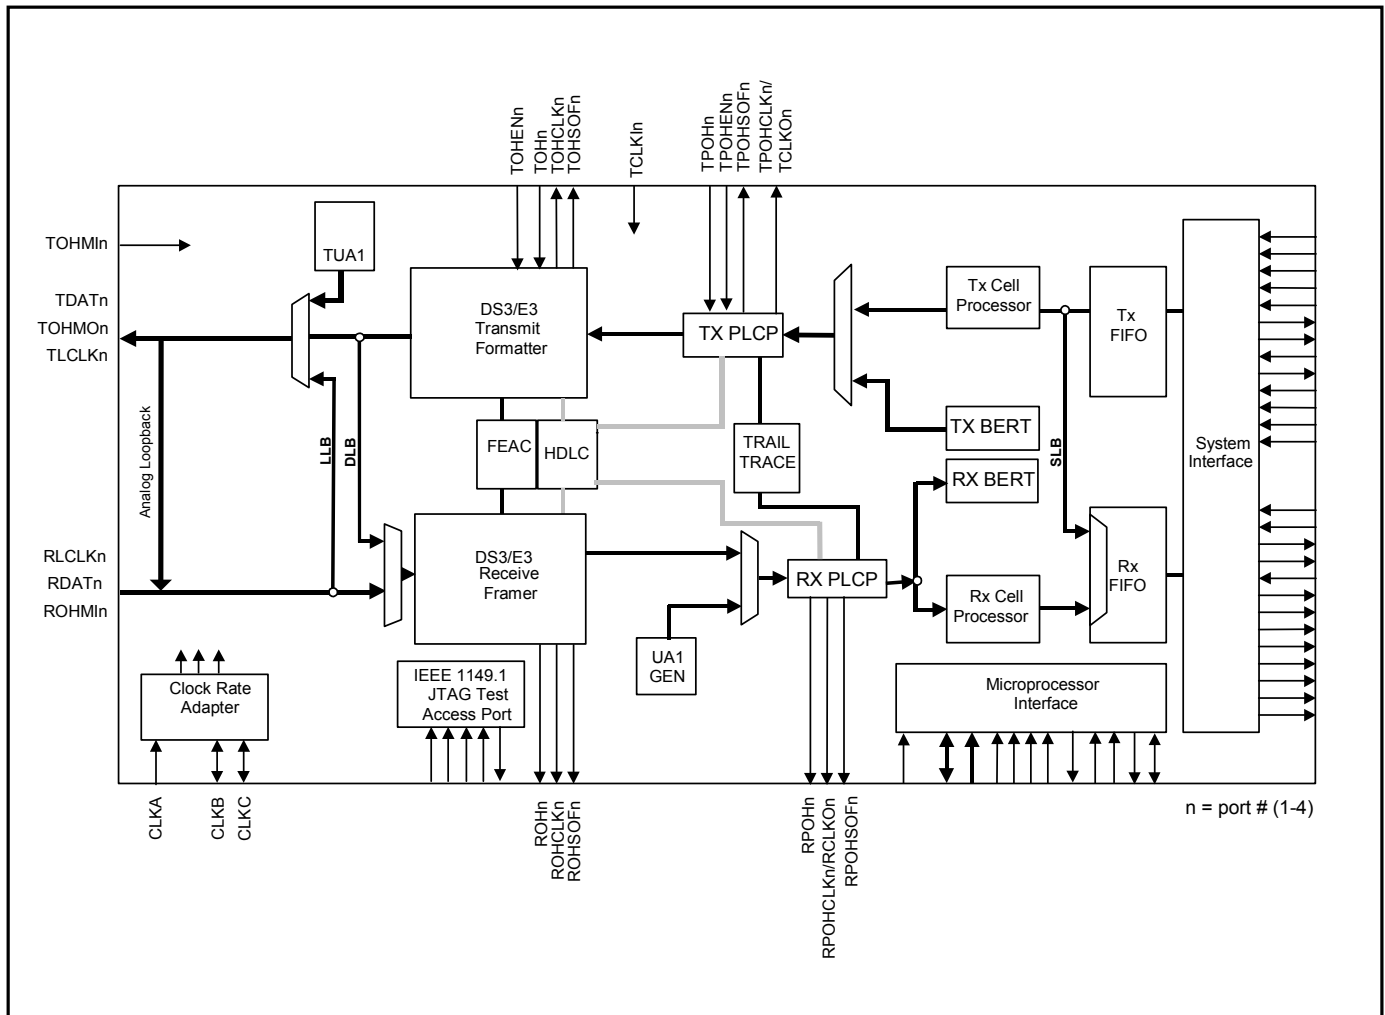 TOHENn
TOHn
TOHCLKn
TOHSOFn
TCLKIn
TPOHn
TPOHENn
TPOHSOFn
TPOHCLKn/
TCLKOn
TOHMIn
TDATn
TOHMOn
TLCLKn
TUA1
DS3/E3
Transmit
Formatter
TX PLCP
Tx Cell
Processor
Tx
FIFO
TX BERT
RX BERT
System
Interface
FEAC
HDLC
TRAIL
TRACE
Analog Loopback
LLB
DLB
SLB
RLCLKn
RDATn
ROHMIn
DS3/E3
Receive
Framer
RX PLCP
Rx Cell
Processor
Rx
FIFO
UA1
GEN
Clock Rate
Adapter
IEEE 1149.1
JTAG Test
Access Port
Microprocessor
Interface
CLKA
CLKB
CLKC
ROHn
ROHCLKn
ROHSOFn
RPOHn
RPOHCLKn/RCLKOn
RPOHSOFn
n = port # (1-4)